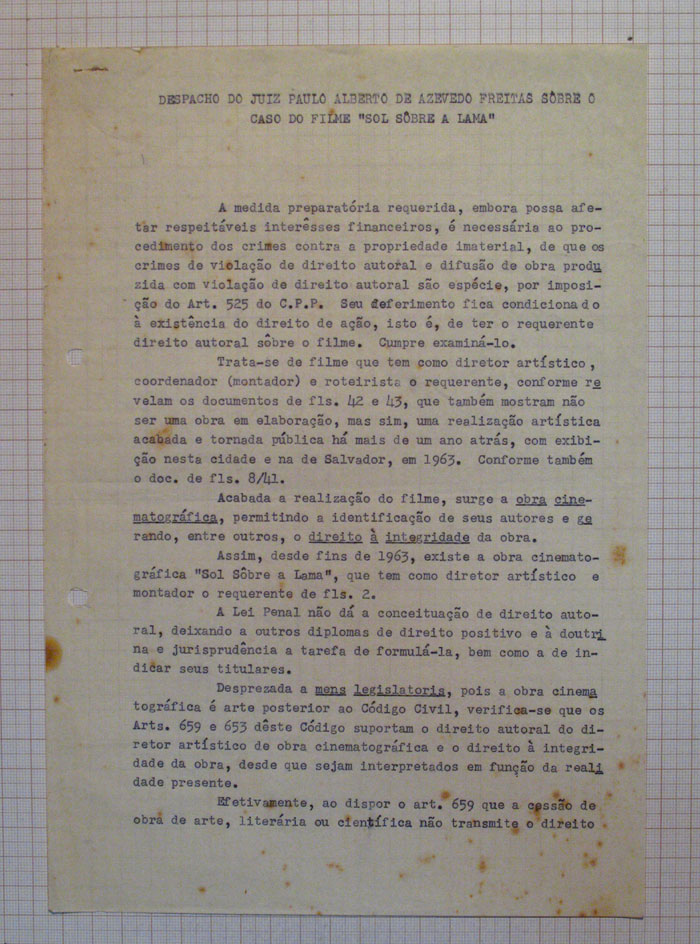 DESPACHO DO JUIZ PAULO ALBERTO DE AZEVEDO FREITAS SÔBRE O
CASO DO FILME "SOL SÔBRE A LAMA"
A medida preparatória requerida, embora possa afe-
tar respeitáveis interêsses financeiros, é necessária ao pro-
cedimento dos crimes contra a propriedade imaterial, de que os
crimes de violação de direito autoral e difusão de obra produ
zida com violação de direito autoral são espécie, por imposi-
ção do Art. 525 do C.P.P. Seu deferimento fica condicionado
à existência do direito de ação, isto é, de ter o requerente
direito autoral sôbre o filme. Cumpre examiná-lo.
Trata-se de filme que tem como diretor artístico,
coordenador (montador) e roteirista o requerente, conforme re
velam os documentos de fls. 42 e 43, que também mostram não
ser uma obra em elaboração, mas sim, uma realização artística
acabada e tornada pública há mais de um ano atrás, com exibi-
ção nesta cidade e na de Salvador, em 1963. Conforme também
o doc. de fls. 8/41.
Acabada a realização do filme, surge a obra cine-
matográfica, permitindo a identificação de seus autores e ge
rando, entre outros, o direito à integridade da obra.
Assim, desde fins de 1963, existe a obra cinemato-
gráfica "Sol Sôbre a Lama", que tem como diretor artístico e
montador o requerente de fls. 2.
A Lei Penal não dá a conceituação de direito auto-
ral, deixando a outros diplomas de direito positivo e à doutri
na e jurisprudência a tarefa de formulá-la, bem como a de in-
dicar seus titulares.
Desprezada a mens legislatoris, pois a obra cinema
tográfica é arte posterior ao Código Civil, verifica-se que os
Arts. 659 e 653 dêste Código suportam o direito autoral do di-
retor artístico de obra cinematográfica e o direito à integri-
dade da obra, desde que sejam interpretados em função da reali
dade presente.
Efetivamente, ao dispor o art. 659 que a cessão de
obra de arte, literária ou científica não transmite o direito